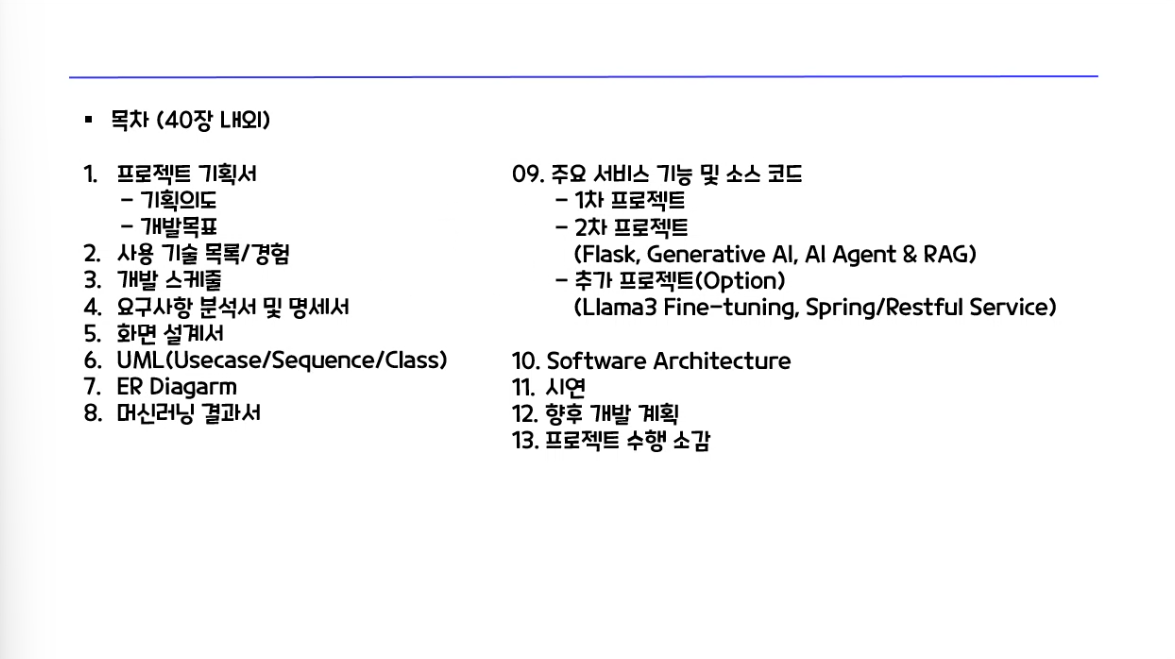 ▪ 목차 (40장 내외)
1. 프로젝트 기획서
– 기획의도
– 개발목표
2. 사용 기술 목록/경험
3. 개발 스케줄
4. 요구사항 분석서 및 명세서
5. 화면 설계서
6. UML(Usecase/Sequence/Class)
7. ER Diagarm
8. 머신러닝 결과서
09. 주요 서비스 기능 및 소스 코드
– 1차 프로젝트
– 2차 프로젝트
(Flask, Generative AI, AI Agent & RAG)
– 추가 프로젝트(Option)
(Llama3 Fine-tuning, Spring/Restful Service)
10. Software Architecture
11. 시연
12. 향후 개발 계획
13. 프로젝트 수행 소감